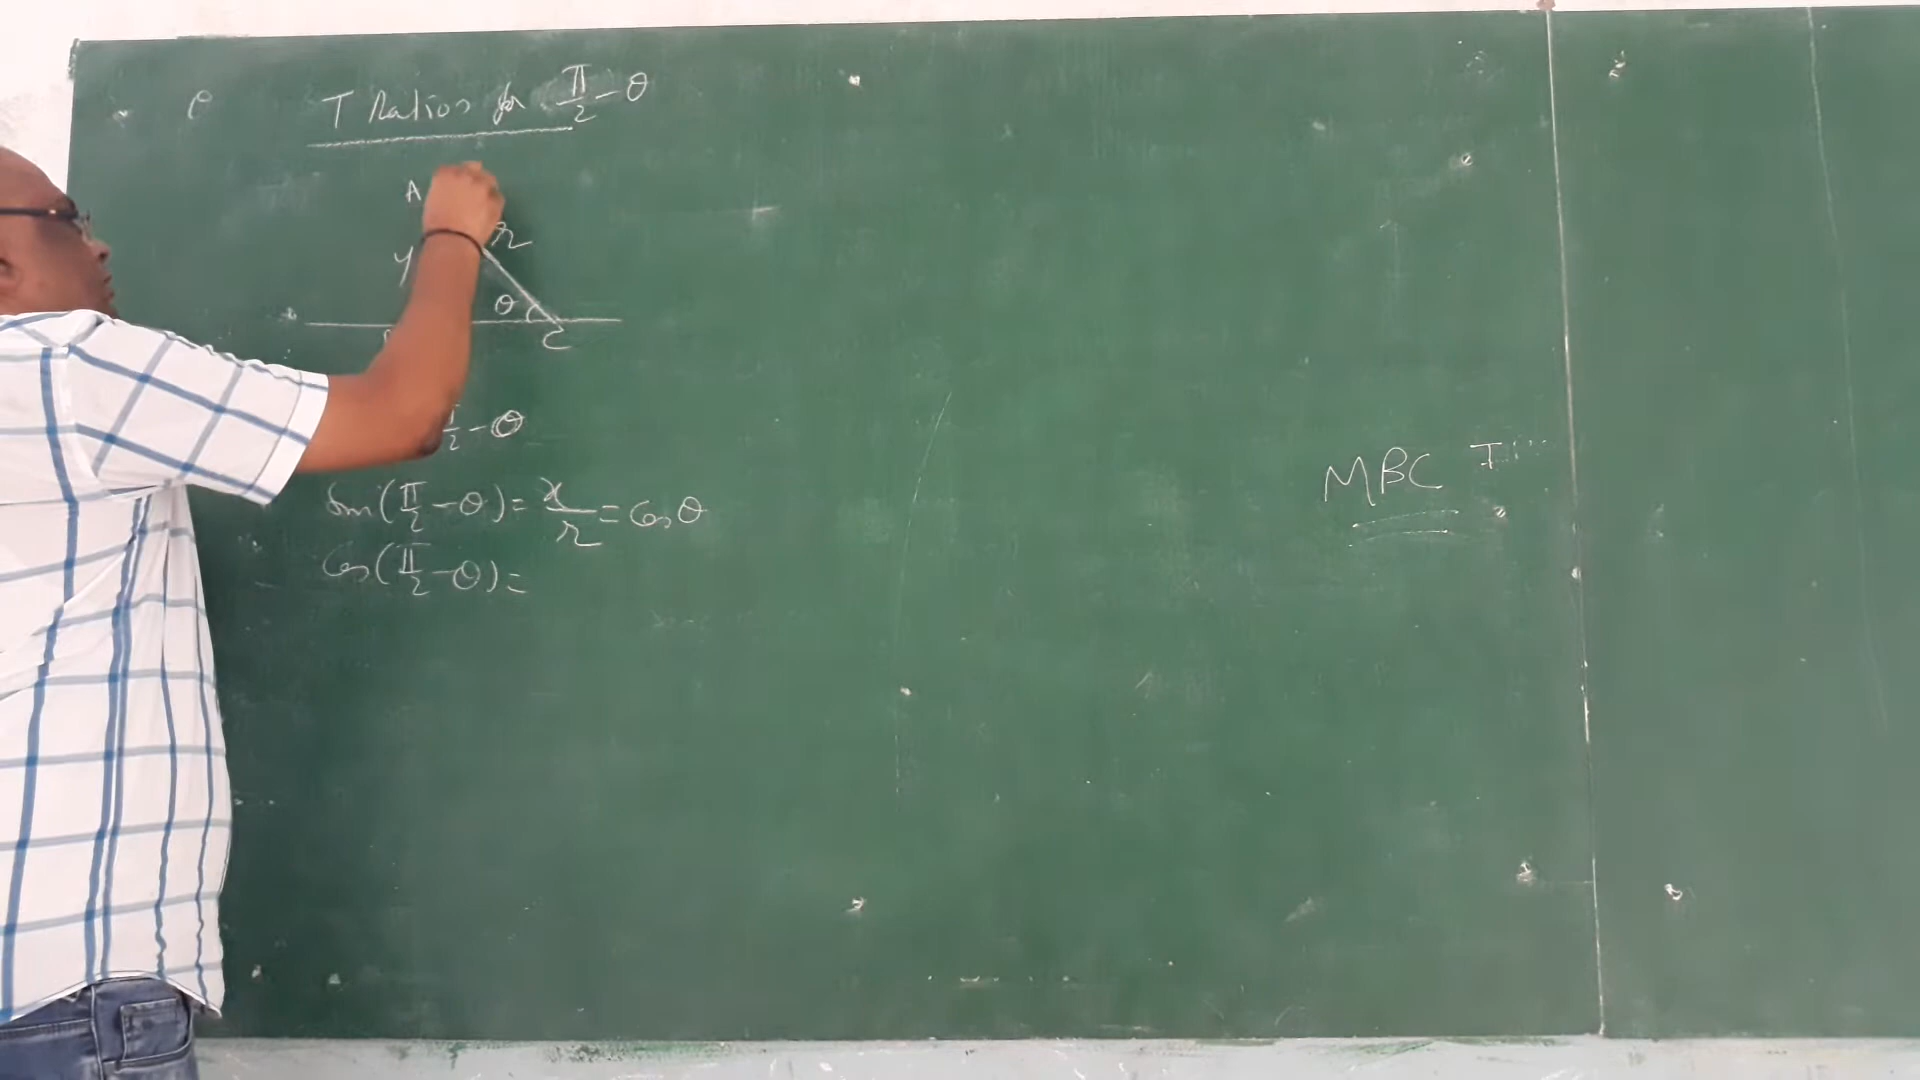 T Ratios for π/2 - θ
A
r
y
θ
C
π/2 - θ
Sin(π/2 - θ) = x/r = Cos θ
Cos(π/2 - θ) =
MBC